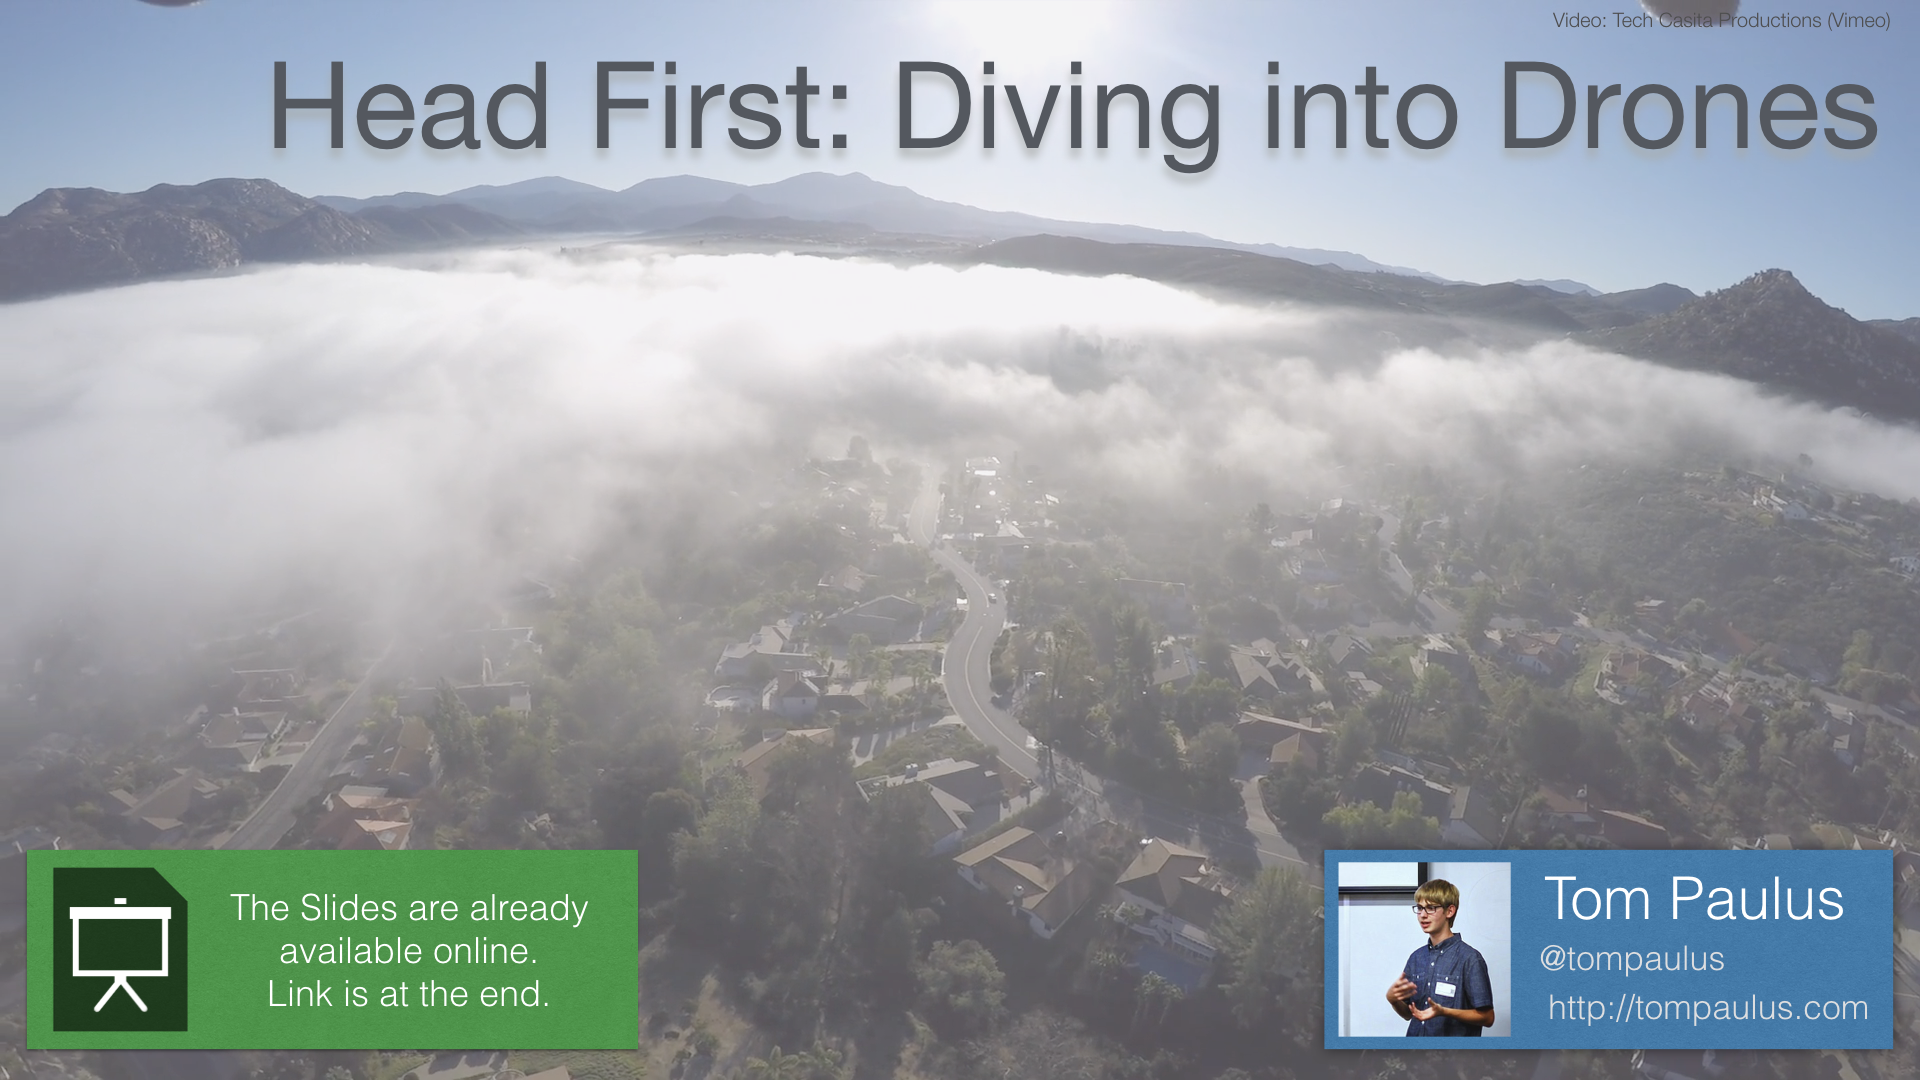 Video: Tech Casita Productions (Vimeo)
Head First: Diving into Drones
The Slides are already
available online.
Link is at the end.
Tom Paulus
@tompaulus
http://tompaulus.com